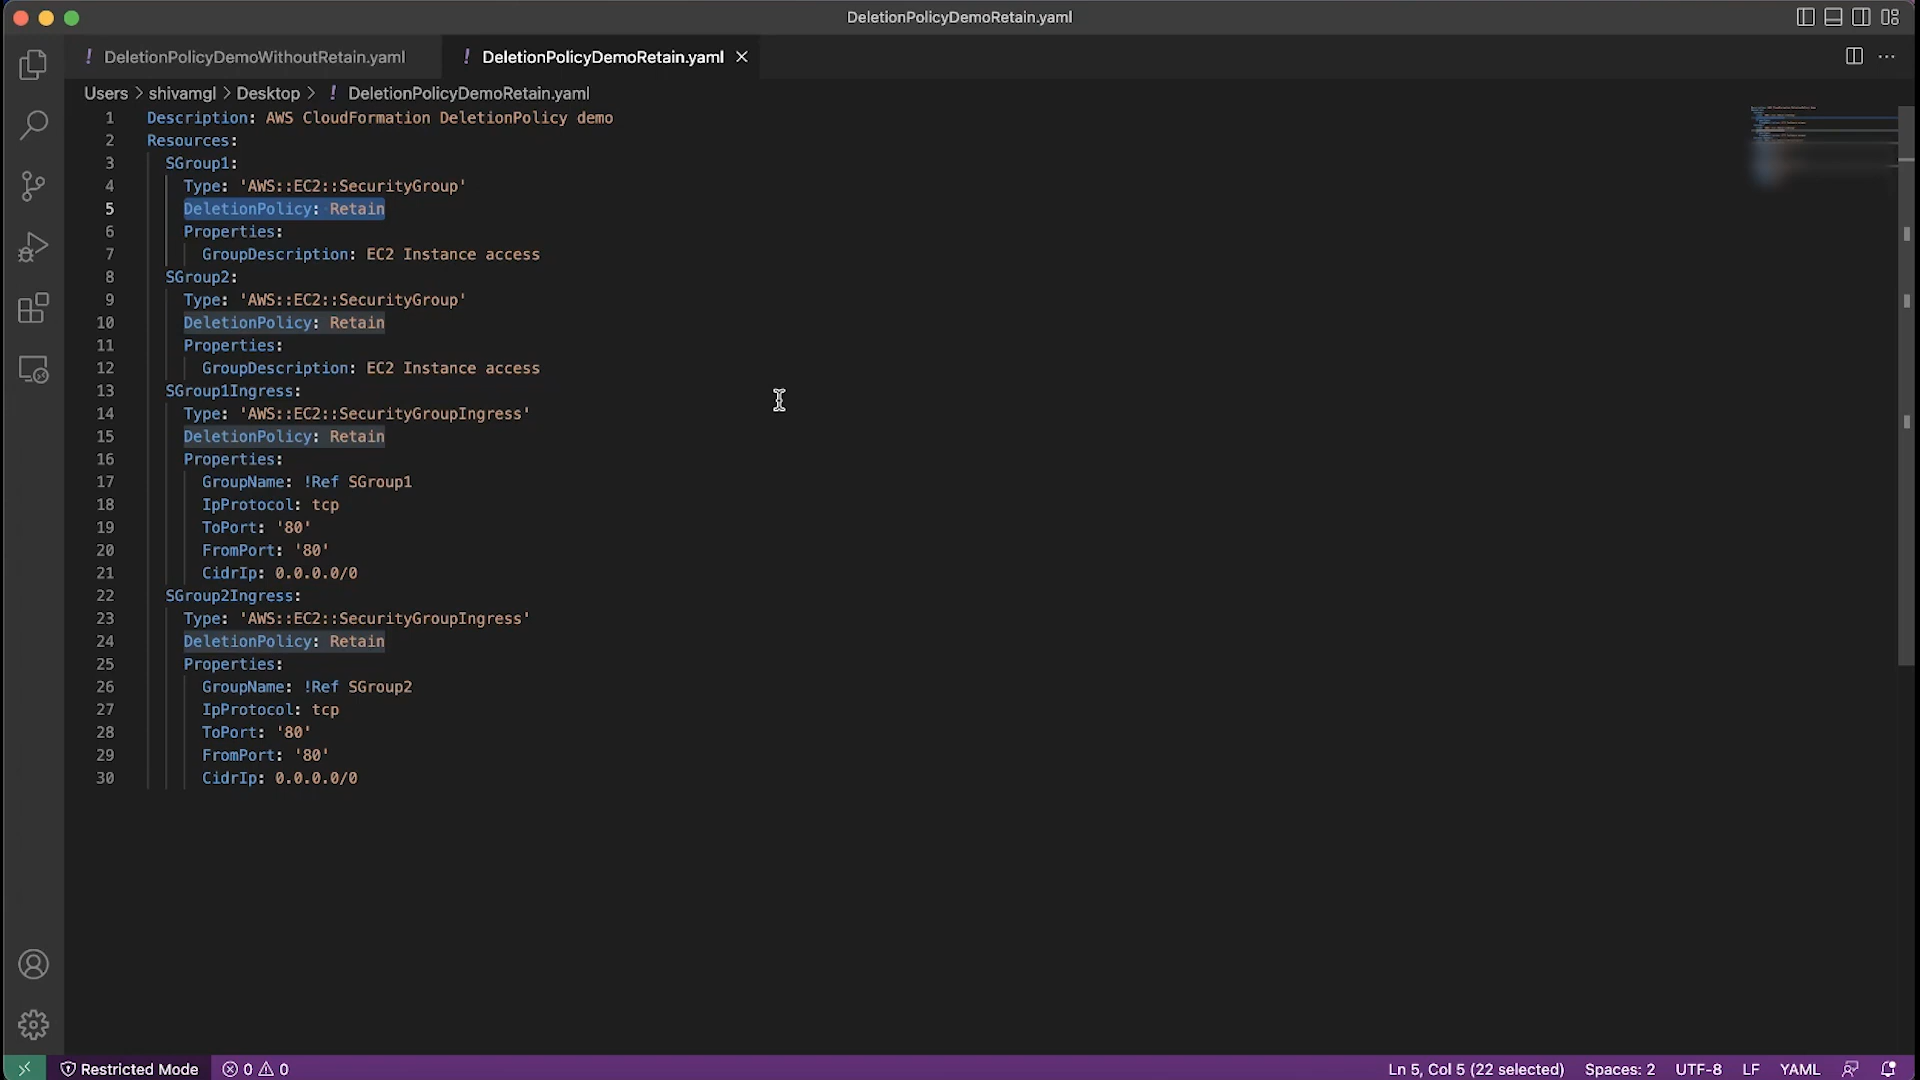 DeletionPolicyDemoRetain.yaml
! DeletionPolicyDemoWithoutRetain.yaml
! DeletionPolicyDemoRetain.yaml
Users > shivamgl > Desktop > ! DeletionPolicyDemoRetain.yaml
1 Description: AWS CloudFormation DeletionPolicy demo
2 Resources:
3 SGroup1:
4 Type: 'AWS::EC2::SecurityGroup'
5 DeletionPolicy: Retain
6 Properties:
7 GroupDescription: EC2 Instance access
8 SGroup2:
9 Type: 'AWS::EC2::SecurityGroup'
10 DeletionPolicy: Retain
11 Properties:
12 GroupDescription: EC2 Instance access
13 SGroup1Ingress:
14 Type: 'AWS::EC2::SecurityGroupIngress'
15 DeletionPolicy: Retain
16 Properties:
17 GroupName: !Ref SGroup1
18 IpProtocol: tcp
19 ToPort: '80'
20 FromPort: '80'
21 CidrIp: 0.0.0.0/0
22 SGroup2Ingress:
23 Type: 'AWS::EC2::SecurityGroupIngress'
24 DeletionPolicy: Retain
25 Properties:
26 GroupName: !Ref SGroup2
27 IpProtocol: tcp
28 ToPort: '80'
29 FromPort: '80'
30 CidrIp: 0.0.0.0/0
Restricted Mode 0 0 Ln 5, Col 5 (22 selected) Spaces: 2 UTF-8 LF YAML